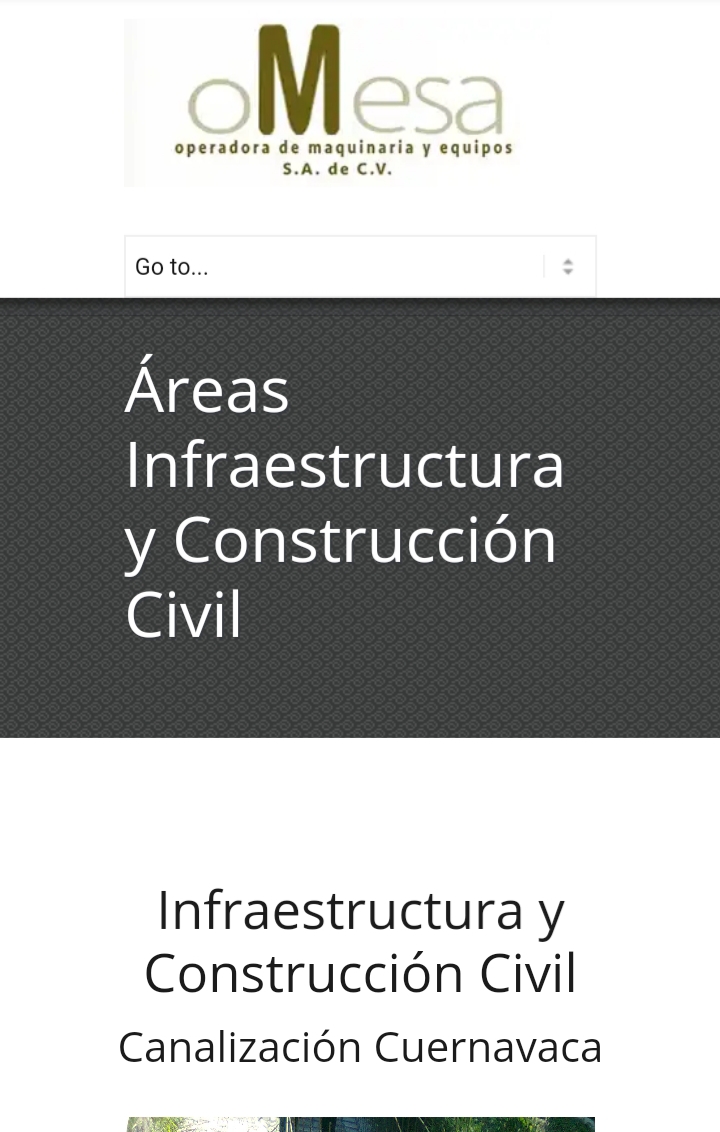 oMesa
operadora de maquinaria y equipos
S.A. de C.V.
Go to...
Áreas
Infraestructura
y Construcción
Civil
Infraestructura y
Construcción Civil
Canalización Cuernavaca